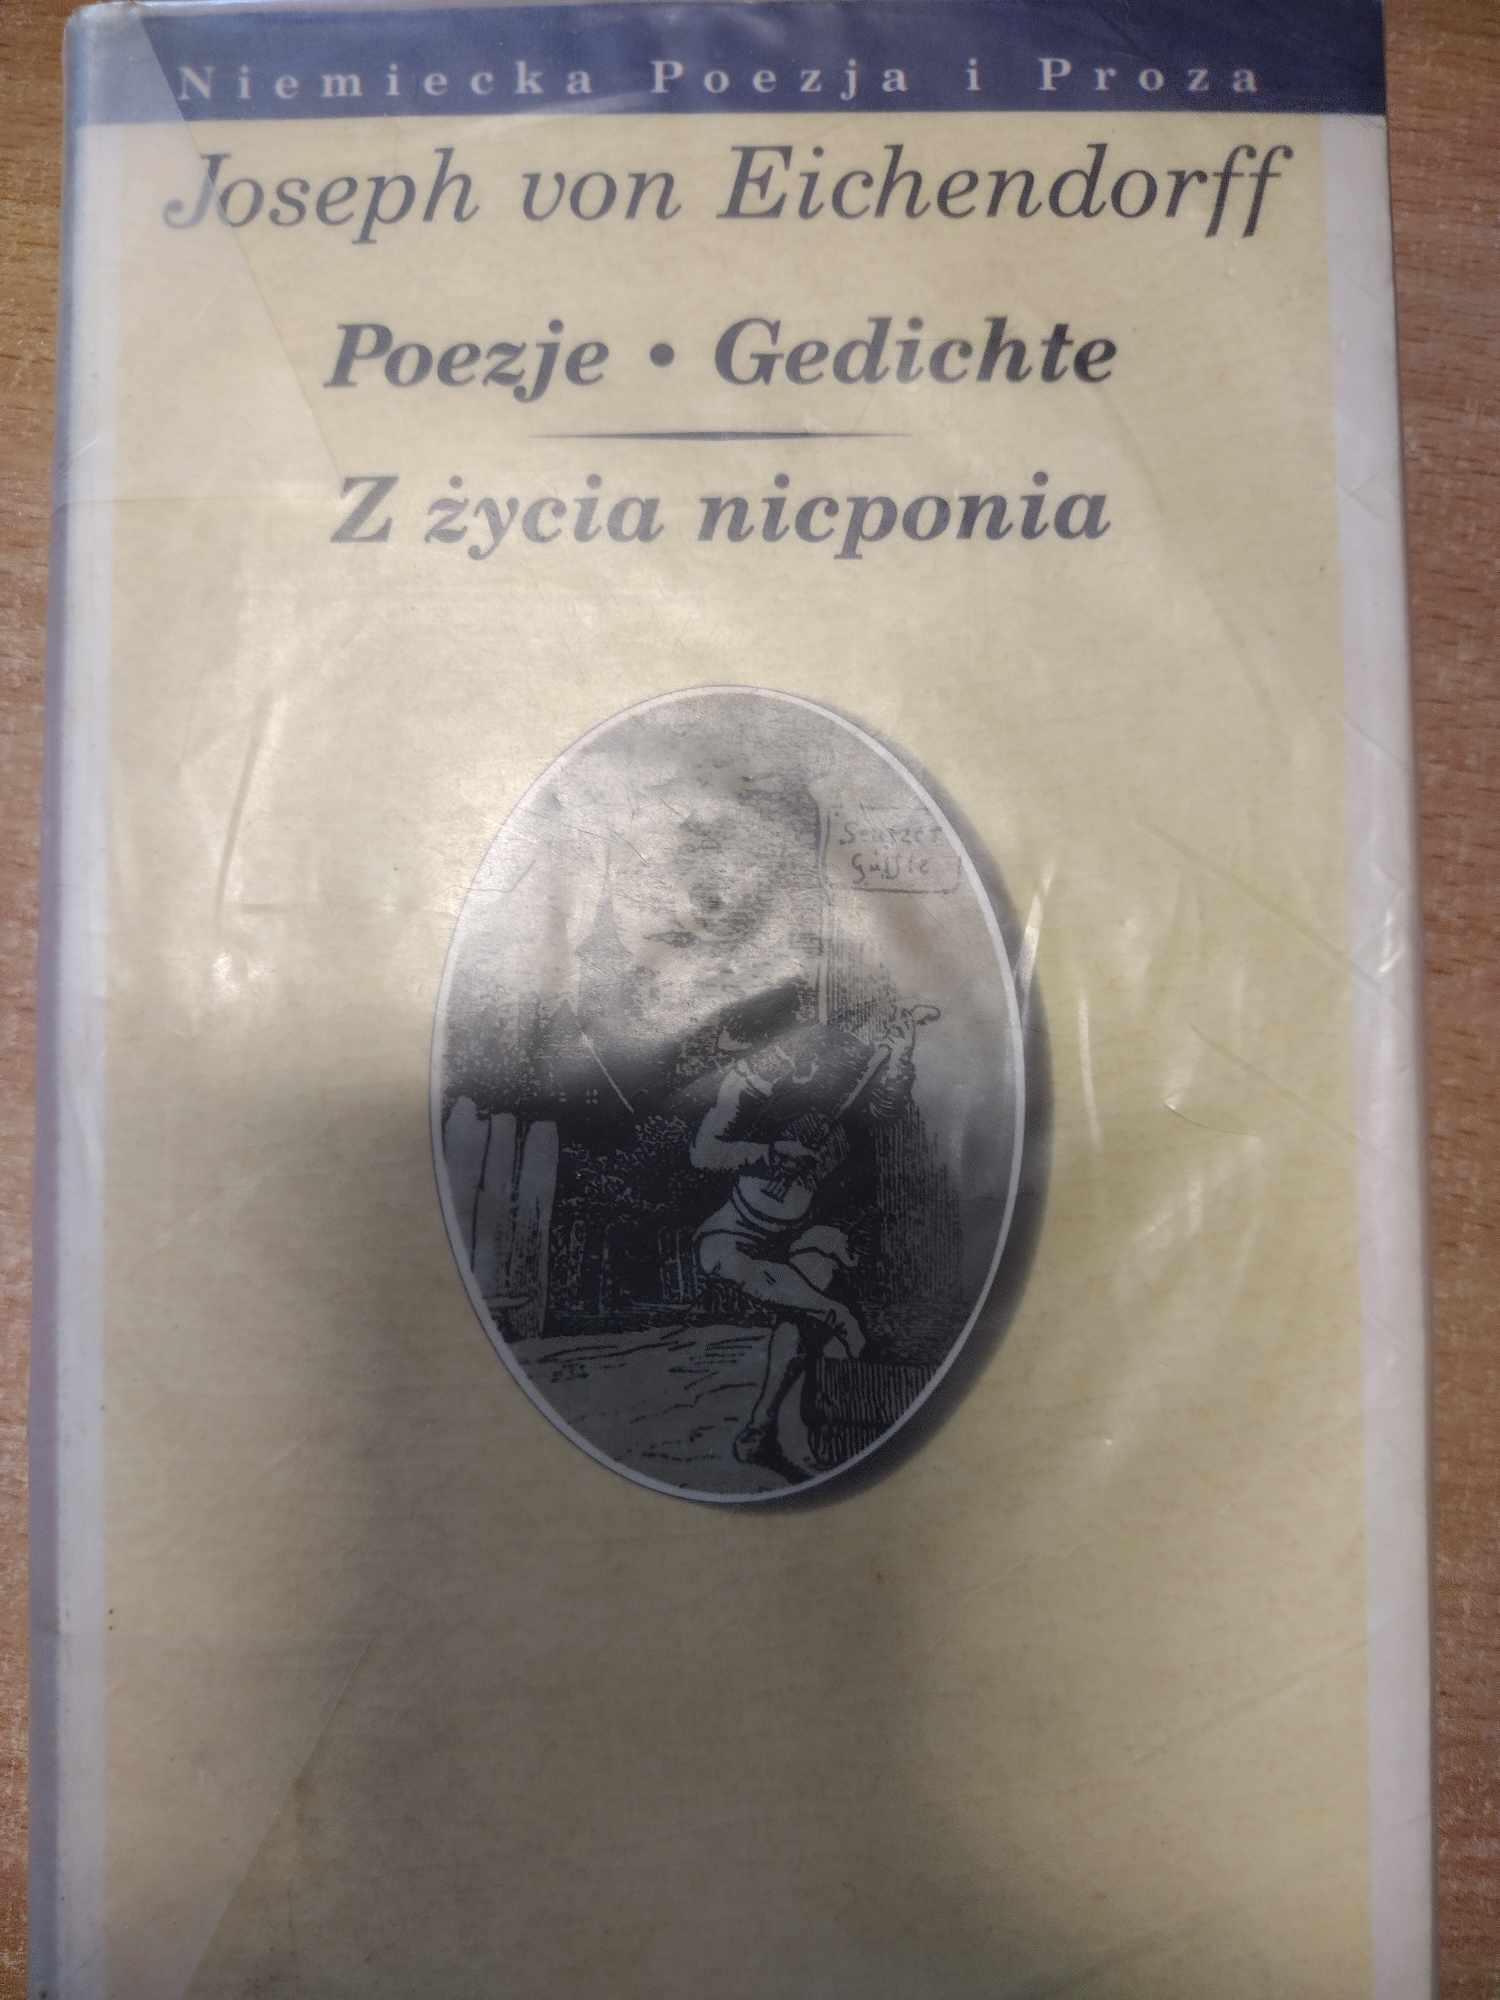 Niemiecka Poezja i Proza
Joseph von Eichendorff
Poezje • Gedichte
Z życia nicponia